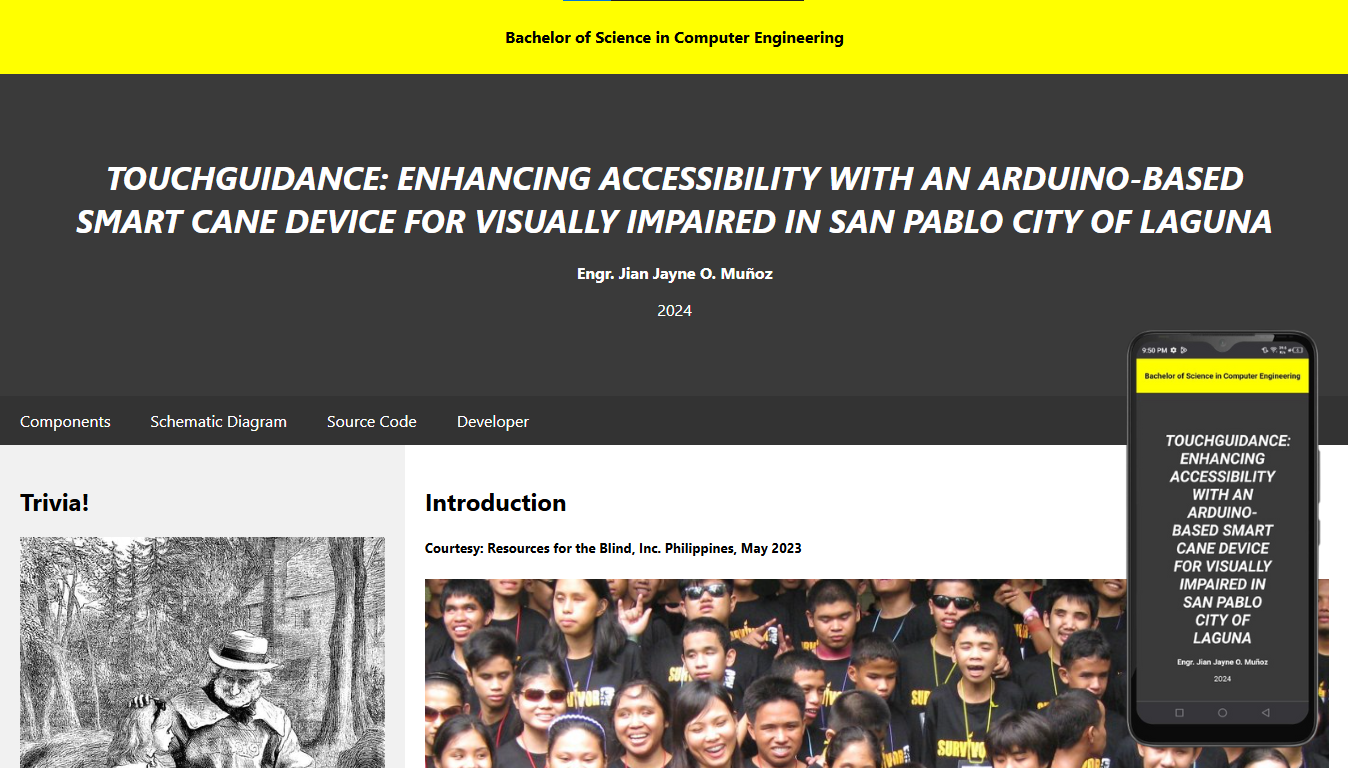 Bachelor of Science in Computer Engineering
TOUCHGUIDANCE: ENHANCING ACCESSIBILITY WITH AN ARDUINO-BASED
SMART CANE DEVICE FOR VISUALLY IMPAIRED IN SAN PABLO CITY OF LAGUNA
Engr. Jian Jayne O. Muñoz
2024
Components
Schematic Diagram
Source Code
Developer
Trivia!
Introduction
Courtesy: Resources for the Blind, Inc. Philippines, May 2023
SURVIVOR
SURVIVOR
9:50 PM
Bachelor of Science in Computer Engineering
TOUCHGUIDANCE:
ENHANCING
ACCESSIBILITY
WITH AN
ARDUINO-
BASED SMART
CANE DEVICE
FOR VISUALLY
IMPAIRED IN
SAN PABLO
CITY OF
LAGUNA
Engr. Jian Jayne O. Muñoz
2024